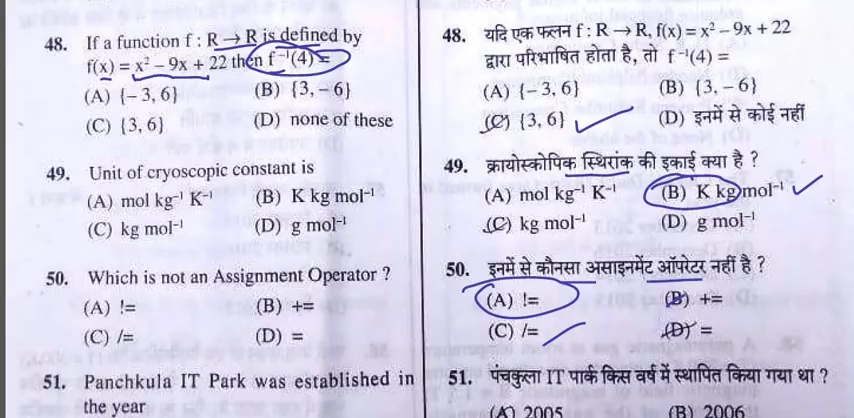 48. If a function f : R → R is defined by
f(x) = x² – 9x + 22 then f⁻¹(4) =
(A) {– 3, 6} (B) {3, – 6}
(C) {3, 6} (D) none of these
49. Unit of cryoscopic constant is
(A) mol kg⁻¹ K⁻¹ (B) K kg mol⁻¹
(C) kg mol⁻¹ (D) g mol⁻¹
50. Which is not an Assignment Operator ?
(A) != (B) +=
(C) /= (D) =
51. Panchkula IT Park was established in
the year
48. यदि एक फलन f : R → R, f(x) = x² – 9x + 22
द्वारा परिभाषित होता है, तो f⁻¹(4) =
(A) {– 3, 6} (B) {3, – 6}
(C) {3, 6} (D) इनमें से कोई नहीं
49. क्रायोस्कोपिक स्थिरांक की इकाई क्या है ?
(A) mol kg⁻¹ K⁻¹ (B) K kg mol⁻¹
(C) kg mol⁻¹ (D) g mol⁻¹
50. इनमें से कौनसा असाइनमेंट ऑपरेटर नहीं है ?
(A) != (B) +=
(C) /= (D) =
51. पंचकुला IT पार्क किस वर्ष में स्थापित किया गया था ?
(A) 2005 (B) 2006